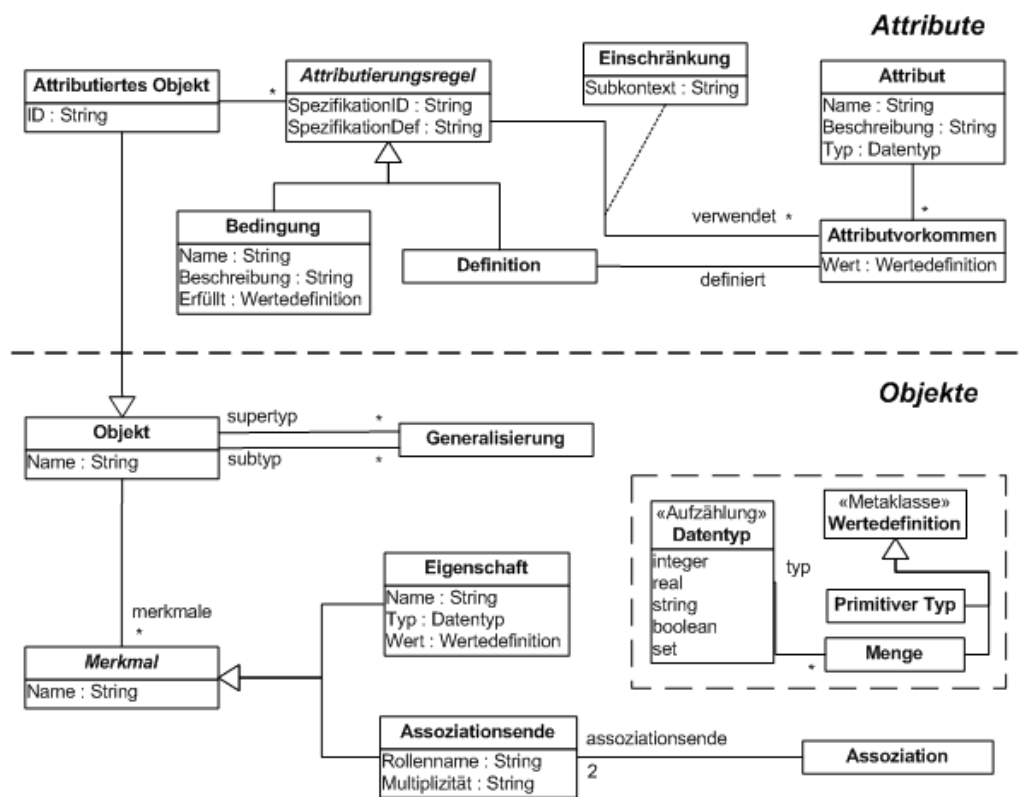 Attribute
Attributiertes Objekt
ID : String
*
Attributierungsregel
SpezifikationID : String
SpezifikationDef : String
Einschränkung
Subkontext : String
Attribut
Name : String
Beschreibung : String
Typ : Datentyp
Bedingung
Name : String
Beschreibung : String
Erfüllt : Wertedefinition
Definition
verwendet *
definiert
*
Attributvorkommen
Wert : Wertedefinition
Objekte
Objekt
Name : String
supertyp *
subtyp *
Generalisierung
«Aufzählung»
Datentyp
integer
real
string
boolean
set
typ
*
«Metaklasse»
Wertedefinition
Primitiver Typ
Menge
merkmale
*
Merkmal
Name : String
Eigenschaft
Name : String
Typ : Datentyp
Wert : Wertedefinition
Assoziationsende
Rollenname : String
Multiplizität : String
assoziationsende
2
Assoziation